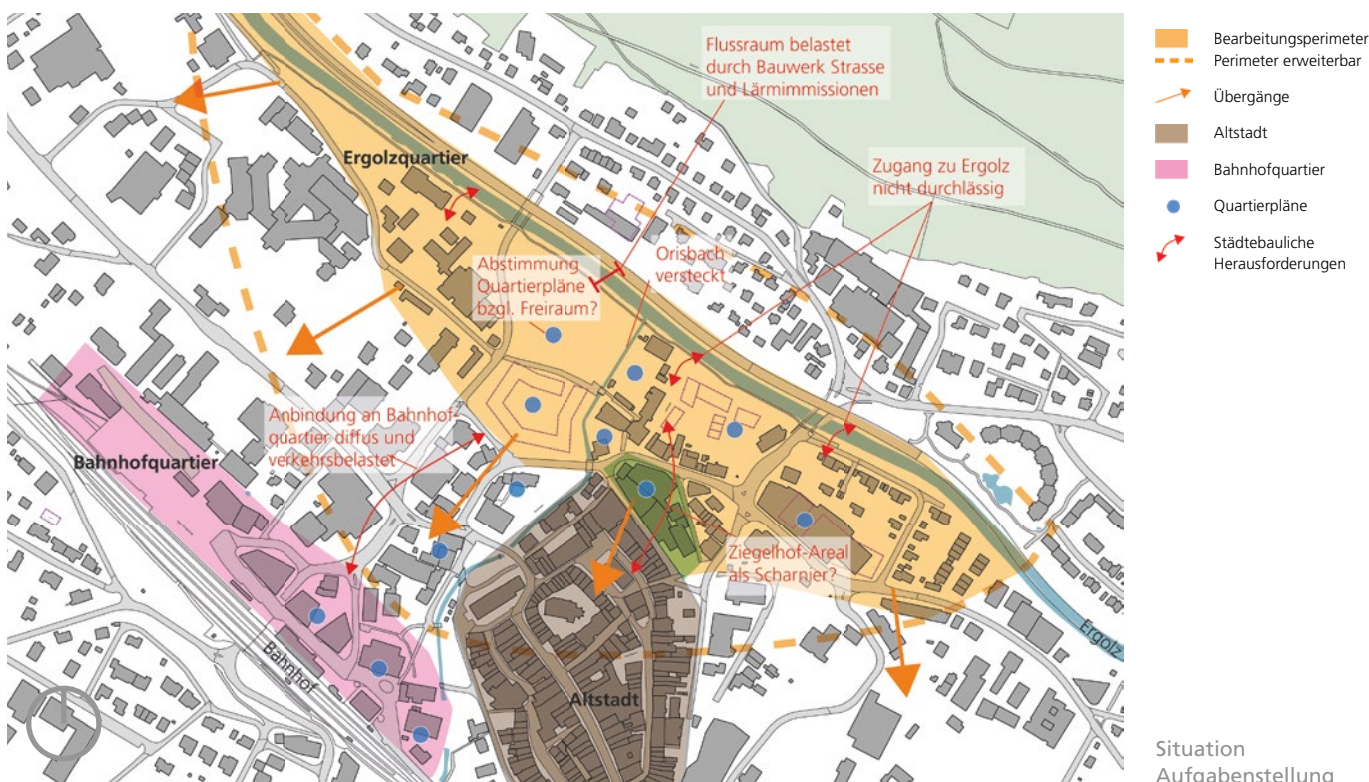 Flussraum belastet
durch Bauwerk Strasse
und Lärmimmissionen
Ergolzquartier
Zugang zu Ergolz
nicht durchlässig
Abstimmung
Quartierpläne
bzgl. Freiraum?
Orisbach
versteckt
Anbindung an Bahnhof-
quartier diffus und
verkehrsbelastet
Bahnhofquartier
Ziegelhof-Areal
als Scharnier?
Bahnhof
Altstadt
Ergolz
Bearbeitungsperimeter
Perimeter erweiterbar
Übergänge
Altstadt
Bahnhofquartier
Quartierpläne
Städtebauliche
Herausforderungen
Situation
Aufgabenstellung